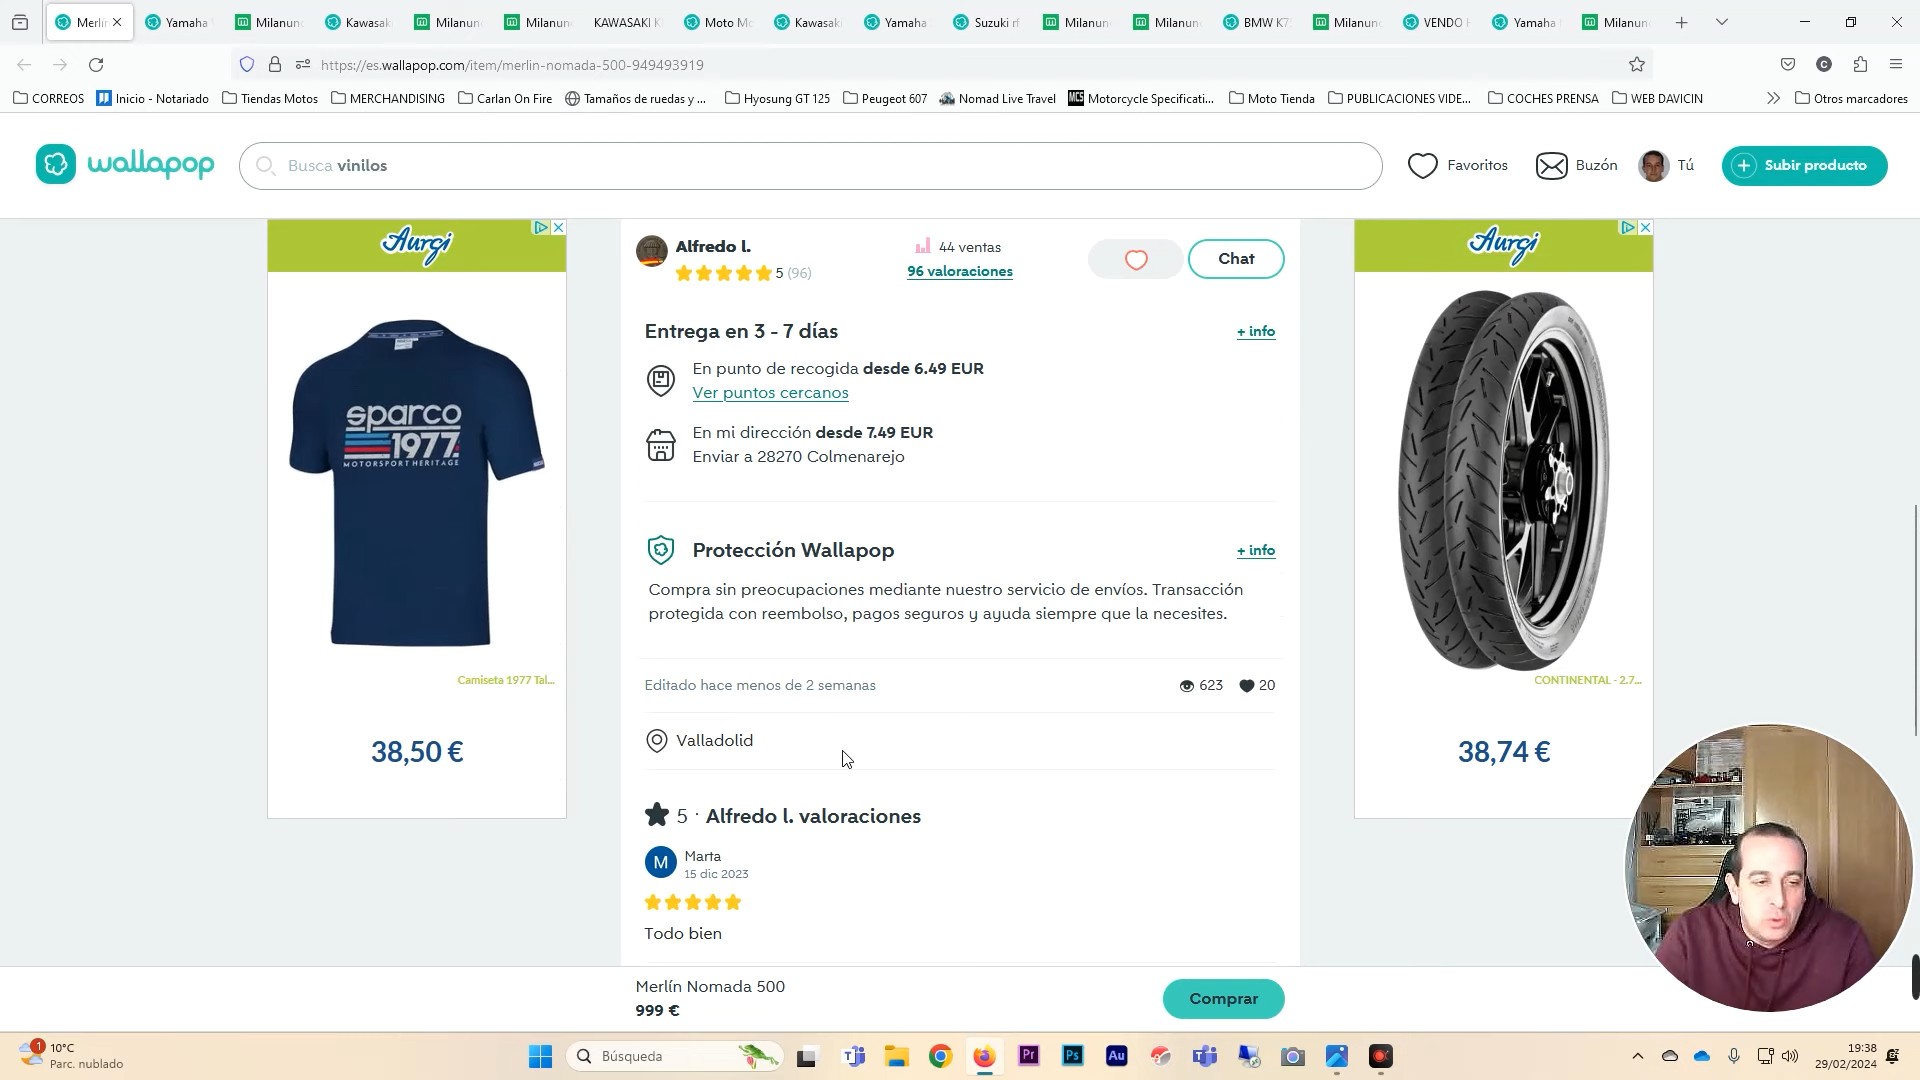 Merlín
Yamaha
Milanun
Kawasaki
Milanun
Milanun
KAWASAKI K
Moto Mo
Kawasaki
Yamaha
Suzuki rf
Milanun
Milanun
BMW K7
Milanun
VENDO
Yamaha
Milanun
https://es.wallapop.com/item/merlin-nomada-500-949493919
C
CORREOS
Inicio - Notariado
Tiendas Motos
MERCHANDISING
Carlan On Fire
Tamaños de ruedas y ...
Hyosung GT 125
Peugeot 607
Nomad Live Travel
MCS
Motorcycle Specificati...
Moto Tienda
PUBLICACIONES VIDE...
COCHES PRENSA
WEB DAVICIN
Otros marcadores
wallapop
Busca vinilos
Favoritos
Buzón
Tú
Subir producto
Aurgi
sparco
1977
MOTORSPORT HERITAGE
Camiseta 1977 Tal...
38,50 €
Alfredo l.
5 (96)
44 ventas
96 valoraciones
Chat
Entrega en 3 - 7 días
+ info
En punto de recogida desde 6.49 EUR
Ver puntos cercanos
En mi dirección desde 7.49 EUR
Enviar a 28270 Colmenarejo
Protección Wallapop
+ info
Compra sin preocupaciones mediante nuestro servicio de envíos. Transacción
protegida con reembolso, pagos seguros y ayuda siempre que la necesites.
Editado hace menos de 2 semanas
623
20
Valladolid
5 · Alfredo l. valoraciones
M
Marta
15 dic 2023
Todo bien
Merlín Nomada 500
999 €
Comprar
Aurgi
CONTINENTAL - 2.7...
38,74 €
1
10°C
Parc. nublado
Búsqueda
Pr
Ps
Au
19:38
29/02/2024